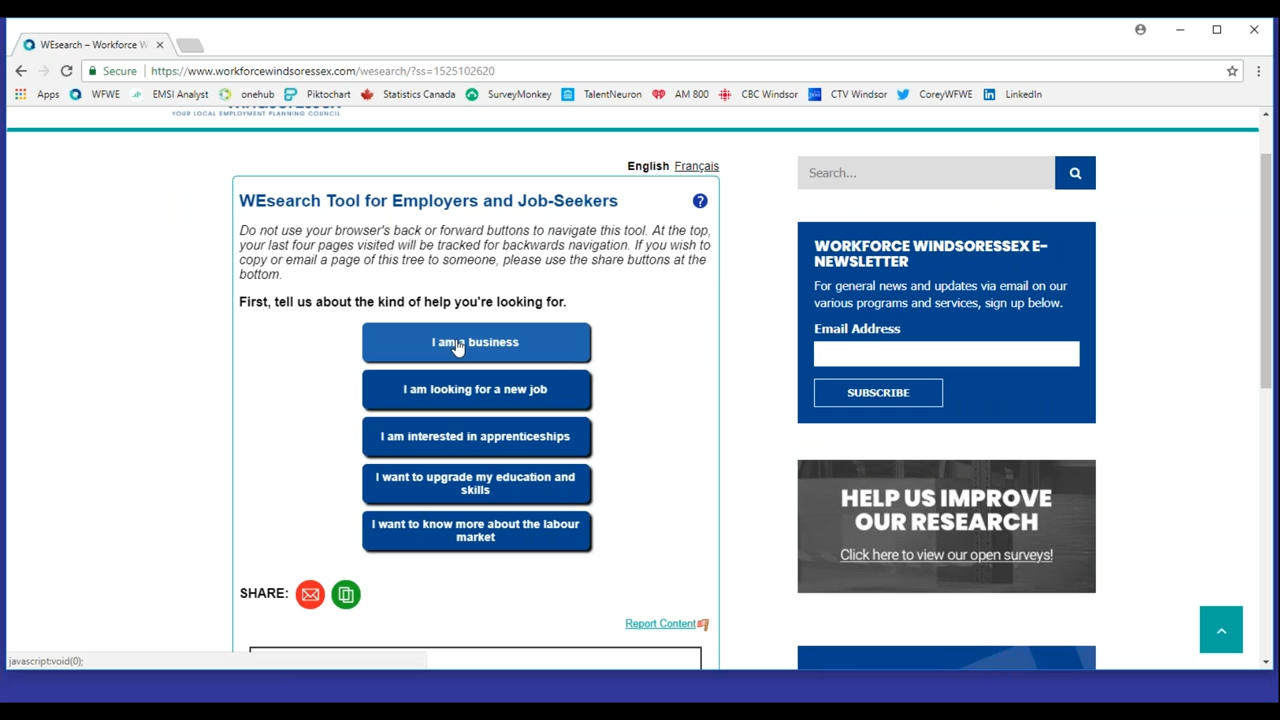 WEsearch – Workforce W
Secure
https://www.workforcewindsoressex.com/wesearch/?ss=1525102620
Apps WFWE EMSI Analyst onehub Piktochart Statistics Canada SurveyMonkey TalentNeuron AM 800 CBC Windsor CTV Windsor CoreyWFWE LinkedIn
YOUR LOCAL EMPLOYMENT PLANNING COUNCIL
English Français
WEsearch Tool for Employers and Job-Seekers
?
Do not use your browser's back or forward buttons to navigate this tool. At the top,
your last four pages visited will be tracked for backwards navigation. If you wish to
copy or email a page of this tree to someone, please use the share buttons at the
bottom.
First, tell us about the kind of help you're looking for.
I am a business
I am looking for a new job
I am interested in apprenticeships
I want to upgrade my education and
skills
I want to know more about the labour
market
SHARE:
Report Content
Search...
WORKFORCE WINDSORESSEX E-
NEWSLETTER
For general news and updates via email on our
various programs and services, sign up below.
Email Address
SUBSCRIBE
HELP US IMPROVE
OUR RESEARCH
Click here to view our open surveys!
javascript:void(0);